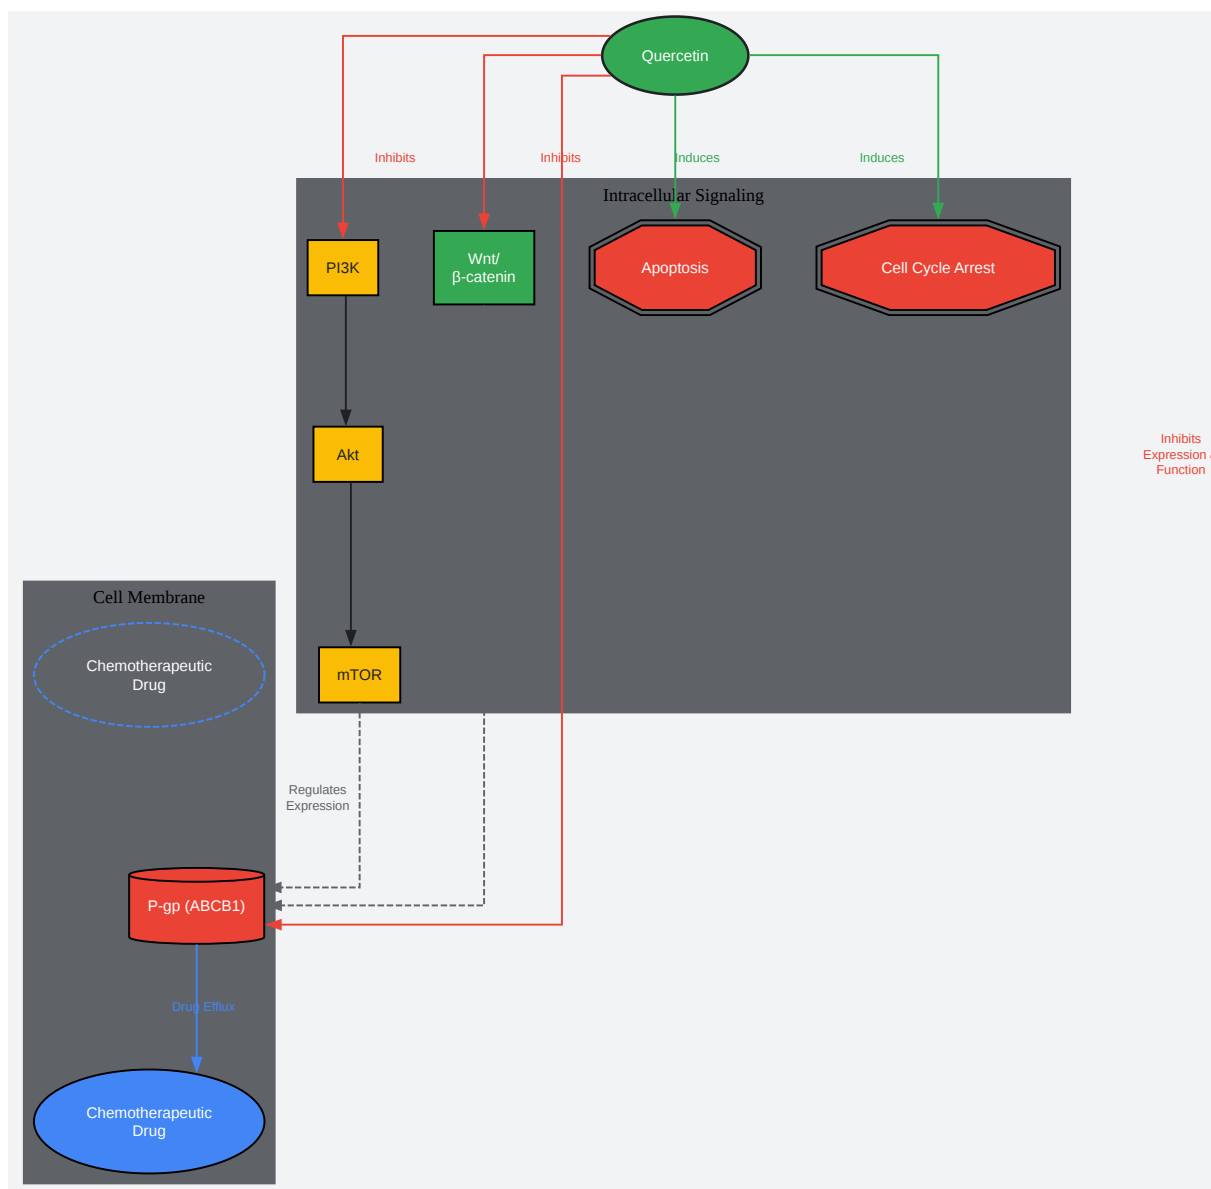 Quercetin
Inhibits
Inhibits
Induces
Induces
Intracellular Signaling
PI3K
Wnt/
β-catenin
Apoptosis
Cell Cycle Arrest
Inhibits
Expression &
Function
Akt
Cell Membrane
Chemotherapeutic
Drug
mTOR
Regulates
Expression
P-gp (ABCB1)
Drug Efflux
Chemotherapeutic
Drug